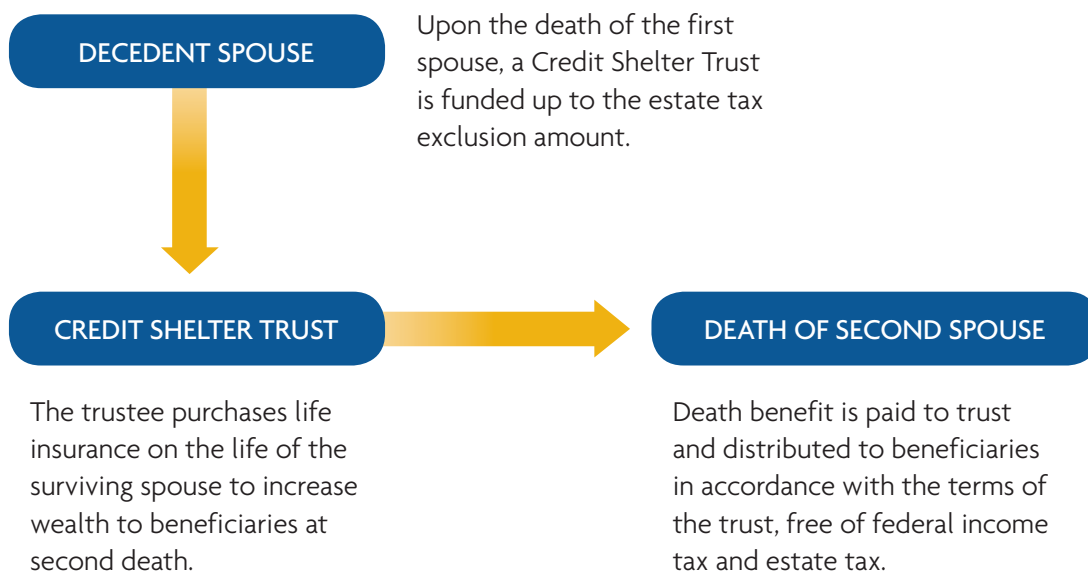 DECEDENT SPOUSE
Upon the death of the first
spouse, a Credit Shelter Trust
is funded up to the estate tax
exclusion amount.
CREDIT SHELTER TRUST
The trustee purchases life
insurance on the life of the
surviving spouse to increase
wealth to beneficiaries at
second death.
DEATH OF SECOND SPOUSE
Death benefit is paid to trust
and distributed to beneficiaries
in accordance with the terms of
the trust, free of federal income
tax and estate tax.